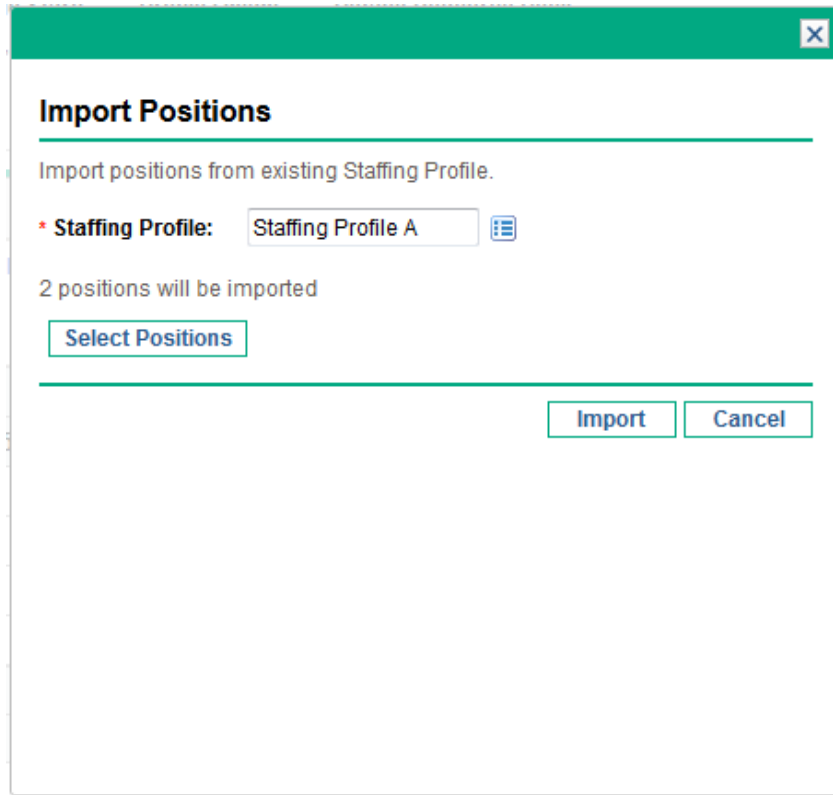 Import Positions
Import positions from existing Staffing Profile.
* Staffing Profile: Staffing Profile A
2 positions will be imported
Select Positions
Import Cancel